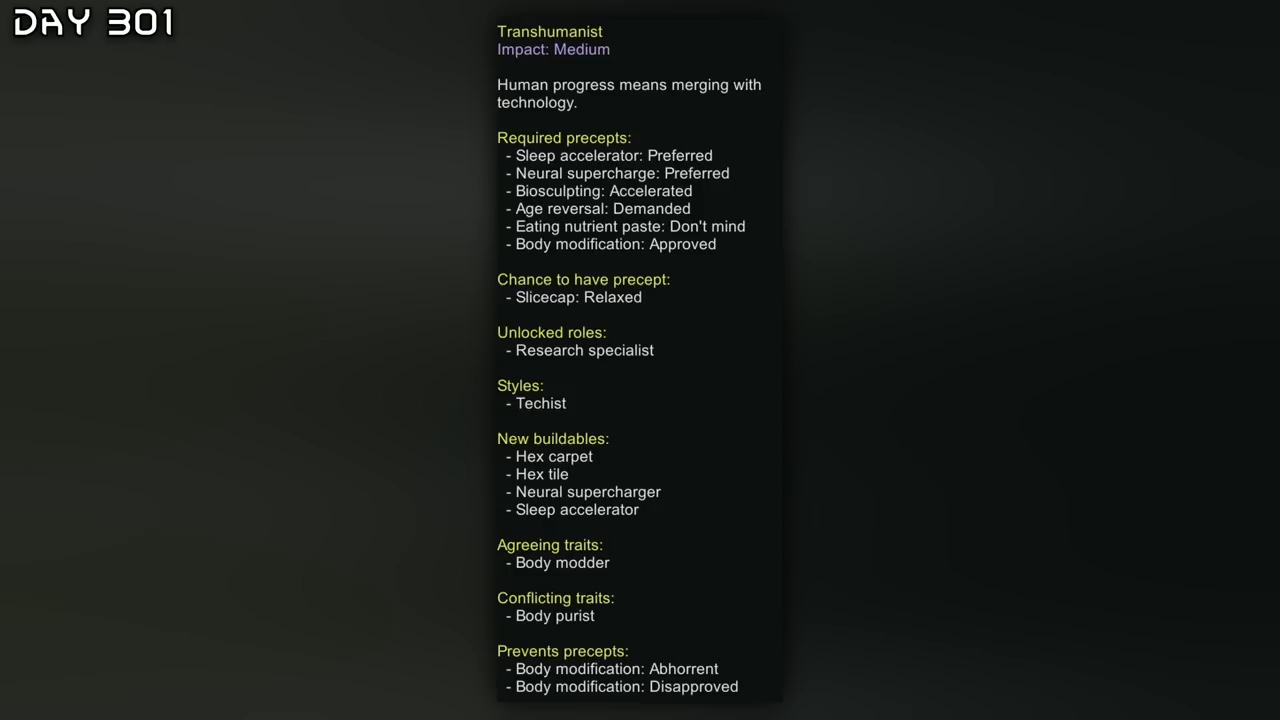 DAY 301
Transhumanist
Impact: Medium
Human progress means merging with
technology.
Required precepts:
- Sleep accelerator: Preferred
- Neural supercharge: Preferred
- Biosculpting: Accelerated
- Age reversal: Demanded
- Eating nutrient paste: Don't mind
- Body modification: Approved
Chance to have precept:
- Slicecap: Relaxed
Unlocked roles:
- Research specialist
Styles:
- Techist
New buildables:
- Hex carpet
- Hex tile
- Neural supercharger
- Sleep accelerator
Agreeing traits:
- Body modder
Conflicting traits:
- Body purist
Prevents precepts:
- Body modification: Abhorrent
- Body modification: Disapproved